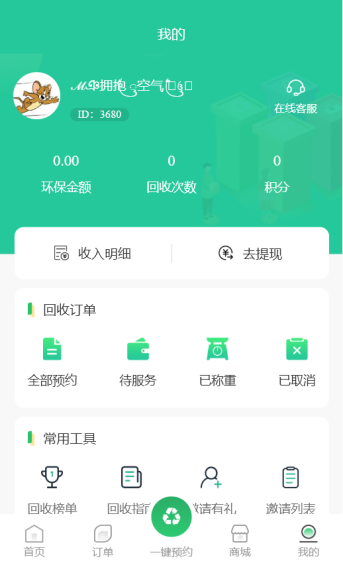 我的
拥抱 空气
ID: 3680
在线客服
0.00 0 0
环保金额 回收次数 积分
收入明细 去提现
回收订单
全部预约 待服务 已称重 已取消
常用工具
回收榜单 回收指 邀请有礼 邀请列表
首页 订单 一键预约 商城 我的